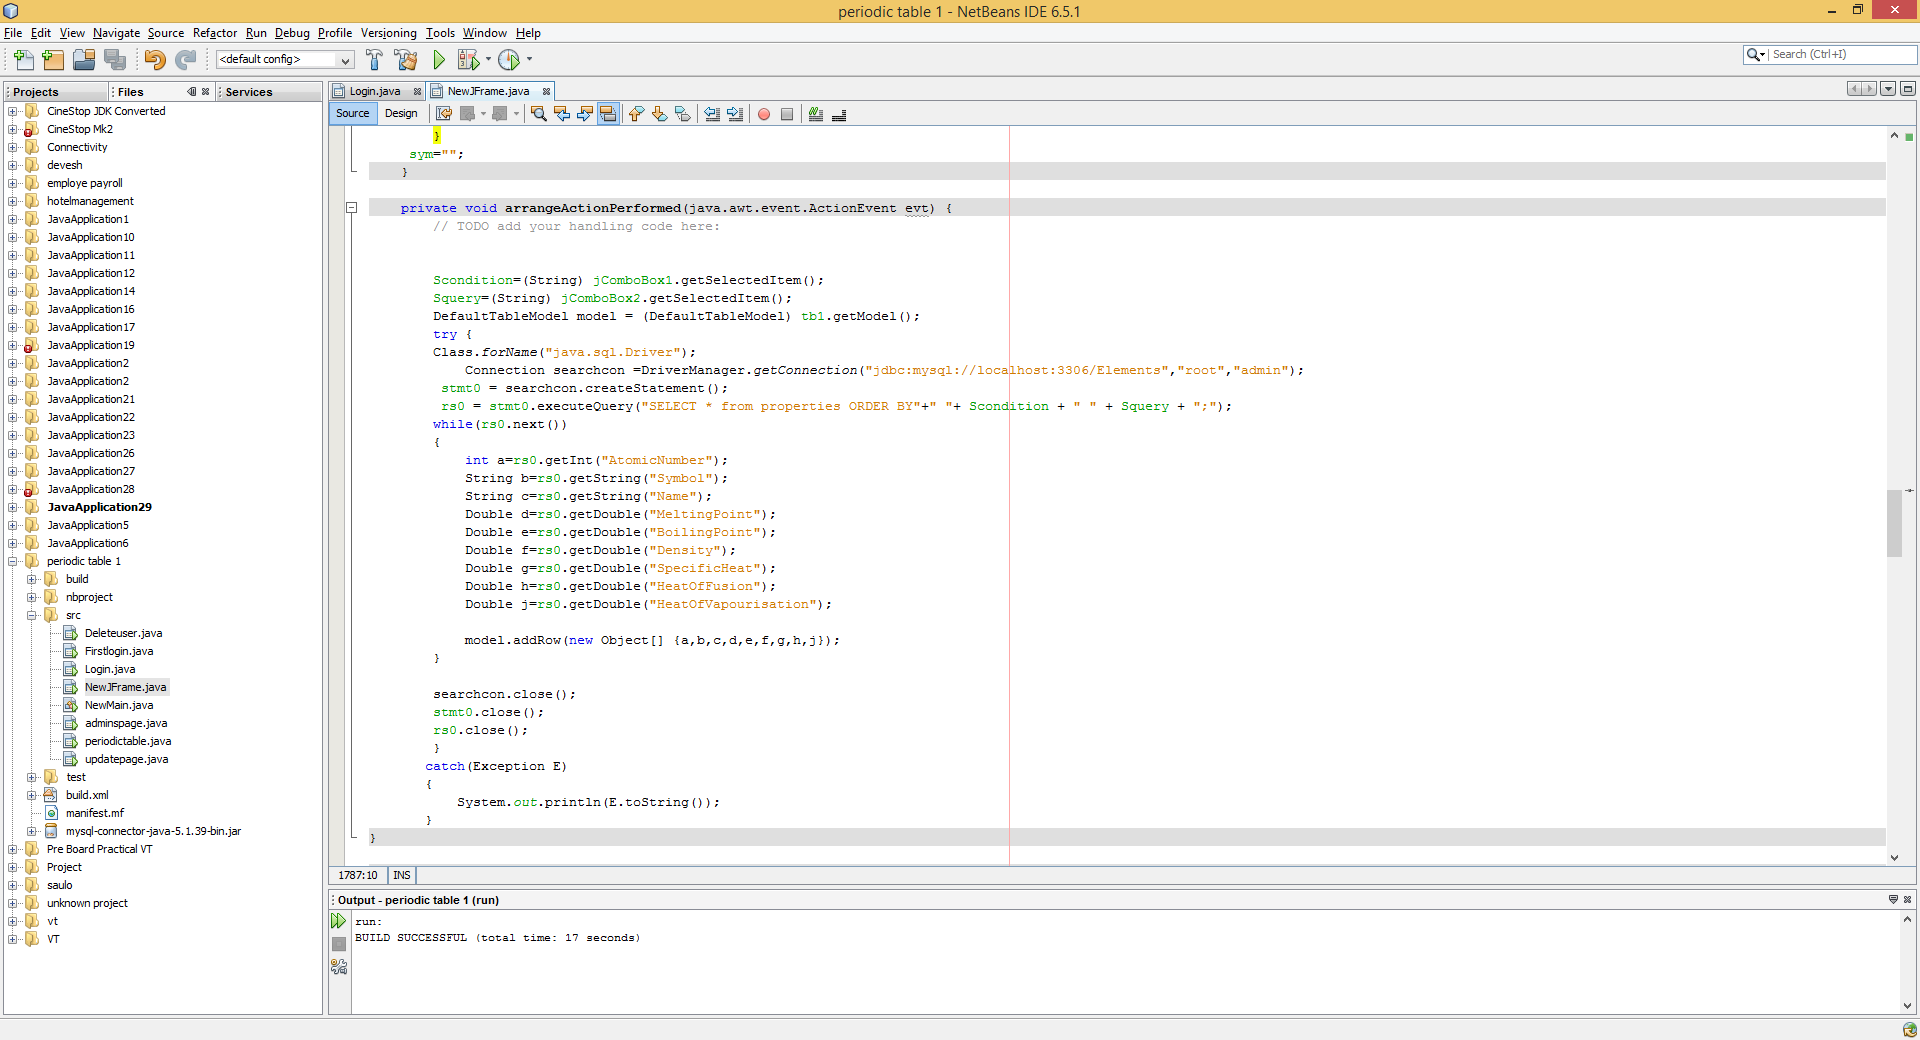 periodic table 1 - NetBeans IDE 6.5.1
File Edit View Navigate Source Refactor Run Debug Profile Versioning Tools Window Help
<default config>
Search (Ctrl+I)
Projects
Files
Services
CineStop JDK Converted
CineStop Mk2
Connectivity
devesh
employe payroll
hotelmanagement
JavaApplication1
JavaApplication10
JavaApplication11
JavaApplication12
JavaApplication14
JavaApplication16
JavaApplication17
JavaApplication19
JavaApplication2
JavaApplication2
JavaApplication21
JavaApplication22
JavaApplication23
JavaApplication26
JavaApplication27
JavaApplication28
JavaApplication29
JavaApplication5
JavaApplication6
periodic table 1
build
nbproject
src
Deleteuser.java
Firstlogin.java
Login.java
NewJFrame.java
NewMain.java
adminspage.java
periodictable.java
updatepage.java
test
build.xml
manifest.mf
mysql-connector-java-5.1.39-bin.jar
Pre Board Practical VT
Project
saulo
unknown project
vt
VT
Login.java
NewJFrame.java
Source Design
}
sym="";
}
private void arrangeActionPerformed(java.awt.event.ActionEvent evt) {
// TODO add your handling code here:
Scondition=(String) jComboBox1.getSelectedItem();
Squery=(String) jComboBox2.getSelectedItem();
DefaultTableModel model = (DefaultTableModel) tb1.getModel();
try {
Class.forName("java.sql.Driver");
Connection searchcon =DriverManager.getConnection("jdbc:mysql://localhost:3306/Elements","root","admin");
stmt0 = searchcon.createStatement();
rs0 = stmt0.executeQuery("SELECT * from properties ORDER BY"+" "+ Scondition + " " + Squery + ";");
while(rs0.next())
{
int a=rs0.getInt("AtomicNumber");
String b=rs0.getString("Symbol");
String c=rs0.getString("Name");
Double d=rs0.getDouble("MeltingPoint");
Double e=rs0.getDouble("BoilingPoint");
Double f=rs0.getDouble("Density");
Double g=rs0.getDouble("SpecificHeat");
Double h=rs0.getDouble("HeatOfFusion");
Double j=rs0.getDouble("HeatOfVapourisation");
model.addRow(new Object[] {a,b,c,d,e,f,g,h,j});
}
searchcon.close();
stmt0.close();
rs0.close();
}
catch(Exception E)
{
System.out.println(E.toString());
}
}
1787:10 INS
Output - periodic table 1 (run)
run:
BUILD SUCCESSFUL (total time: 17 seconds)